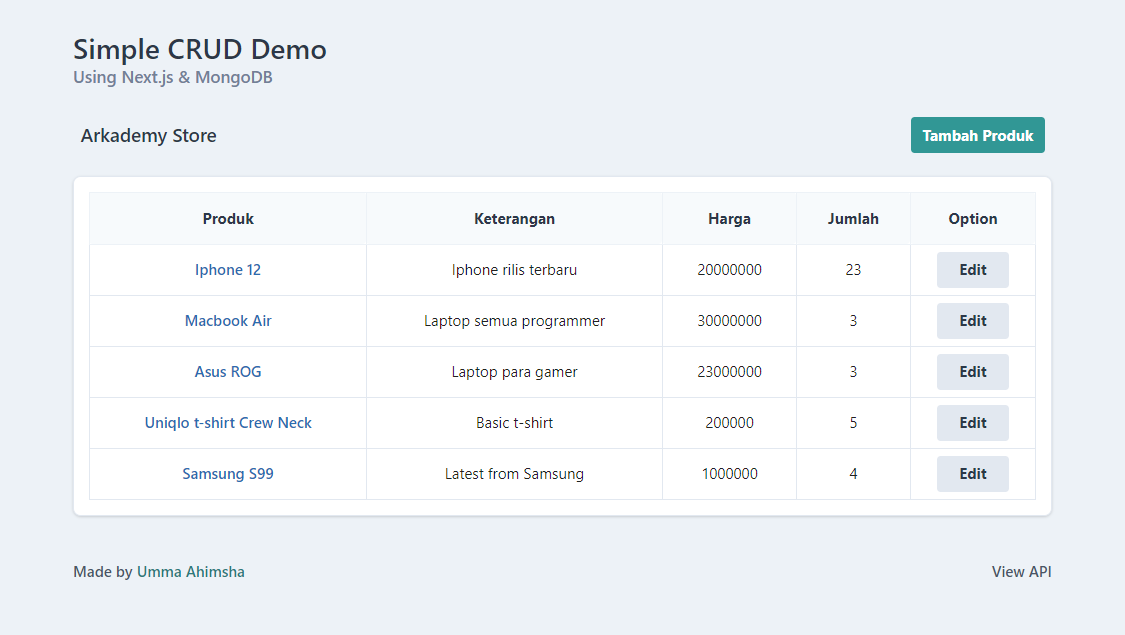 Simple CRUD Demo
Using Next.js & MongoDB
Arkademy Store
Tambah Produk
Produk Keterangan Harga Jumlah Option
Iphone 12 Iphone rilis terbaru 20000000 23 Edit
Macbook Air Laptop semua programmer 30000000 3 Edit
Asus ROG Laptop para gamer 23000000 3 Edit
Uniqlo t-shirt Crew Neck Basic t-shirt 200000 5 Edit
Samsung S99 Latest from Samsung 1000000 4 Edit
Made by Umma Ahimsha
View API